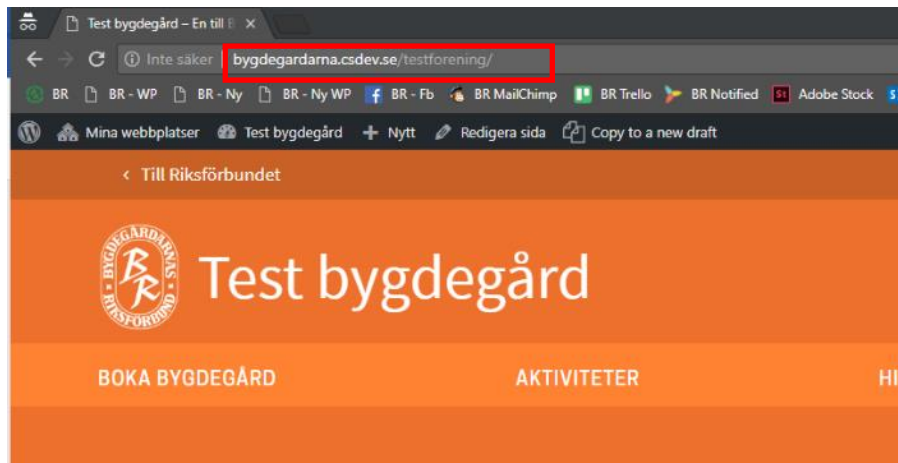 Test bygdegård – En till B
Inte säker | bygdegardarna.csdev.se/testforening/
BR BR - WP BR - Ny BR - Ny WP BR - Fb BR MailChimp BR Trello BR Notified St Adobe Stock
Mina webbplatser Test bygdegård + Nytt Redigera sida Copy to a new draft
‹ Till Riksförbundet
BYGDEGÅRDARNAS
BR
RIKSFÖRBUND
Test bygdegård
BOKA BYGDEGÅRD AKTIVITETER HI